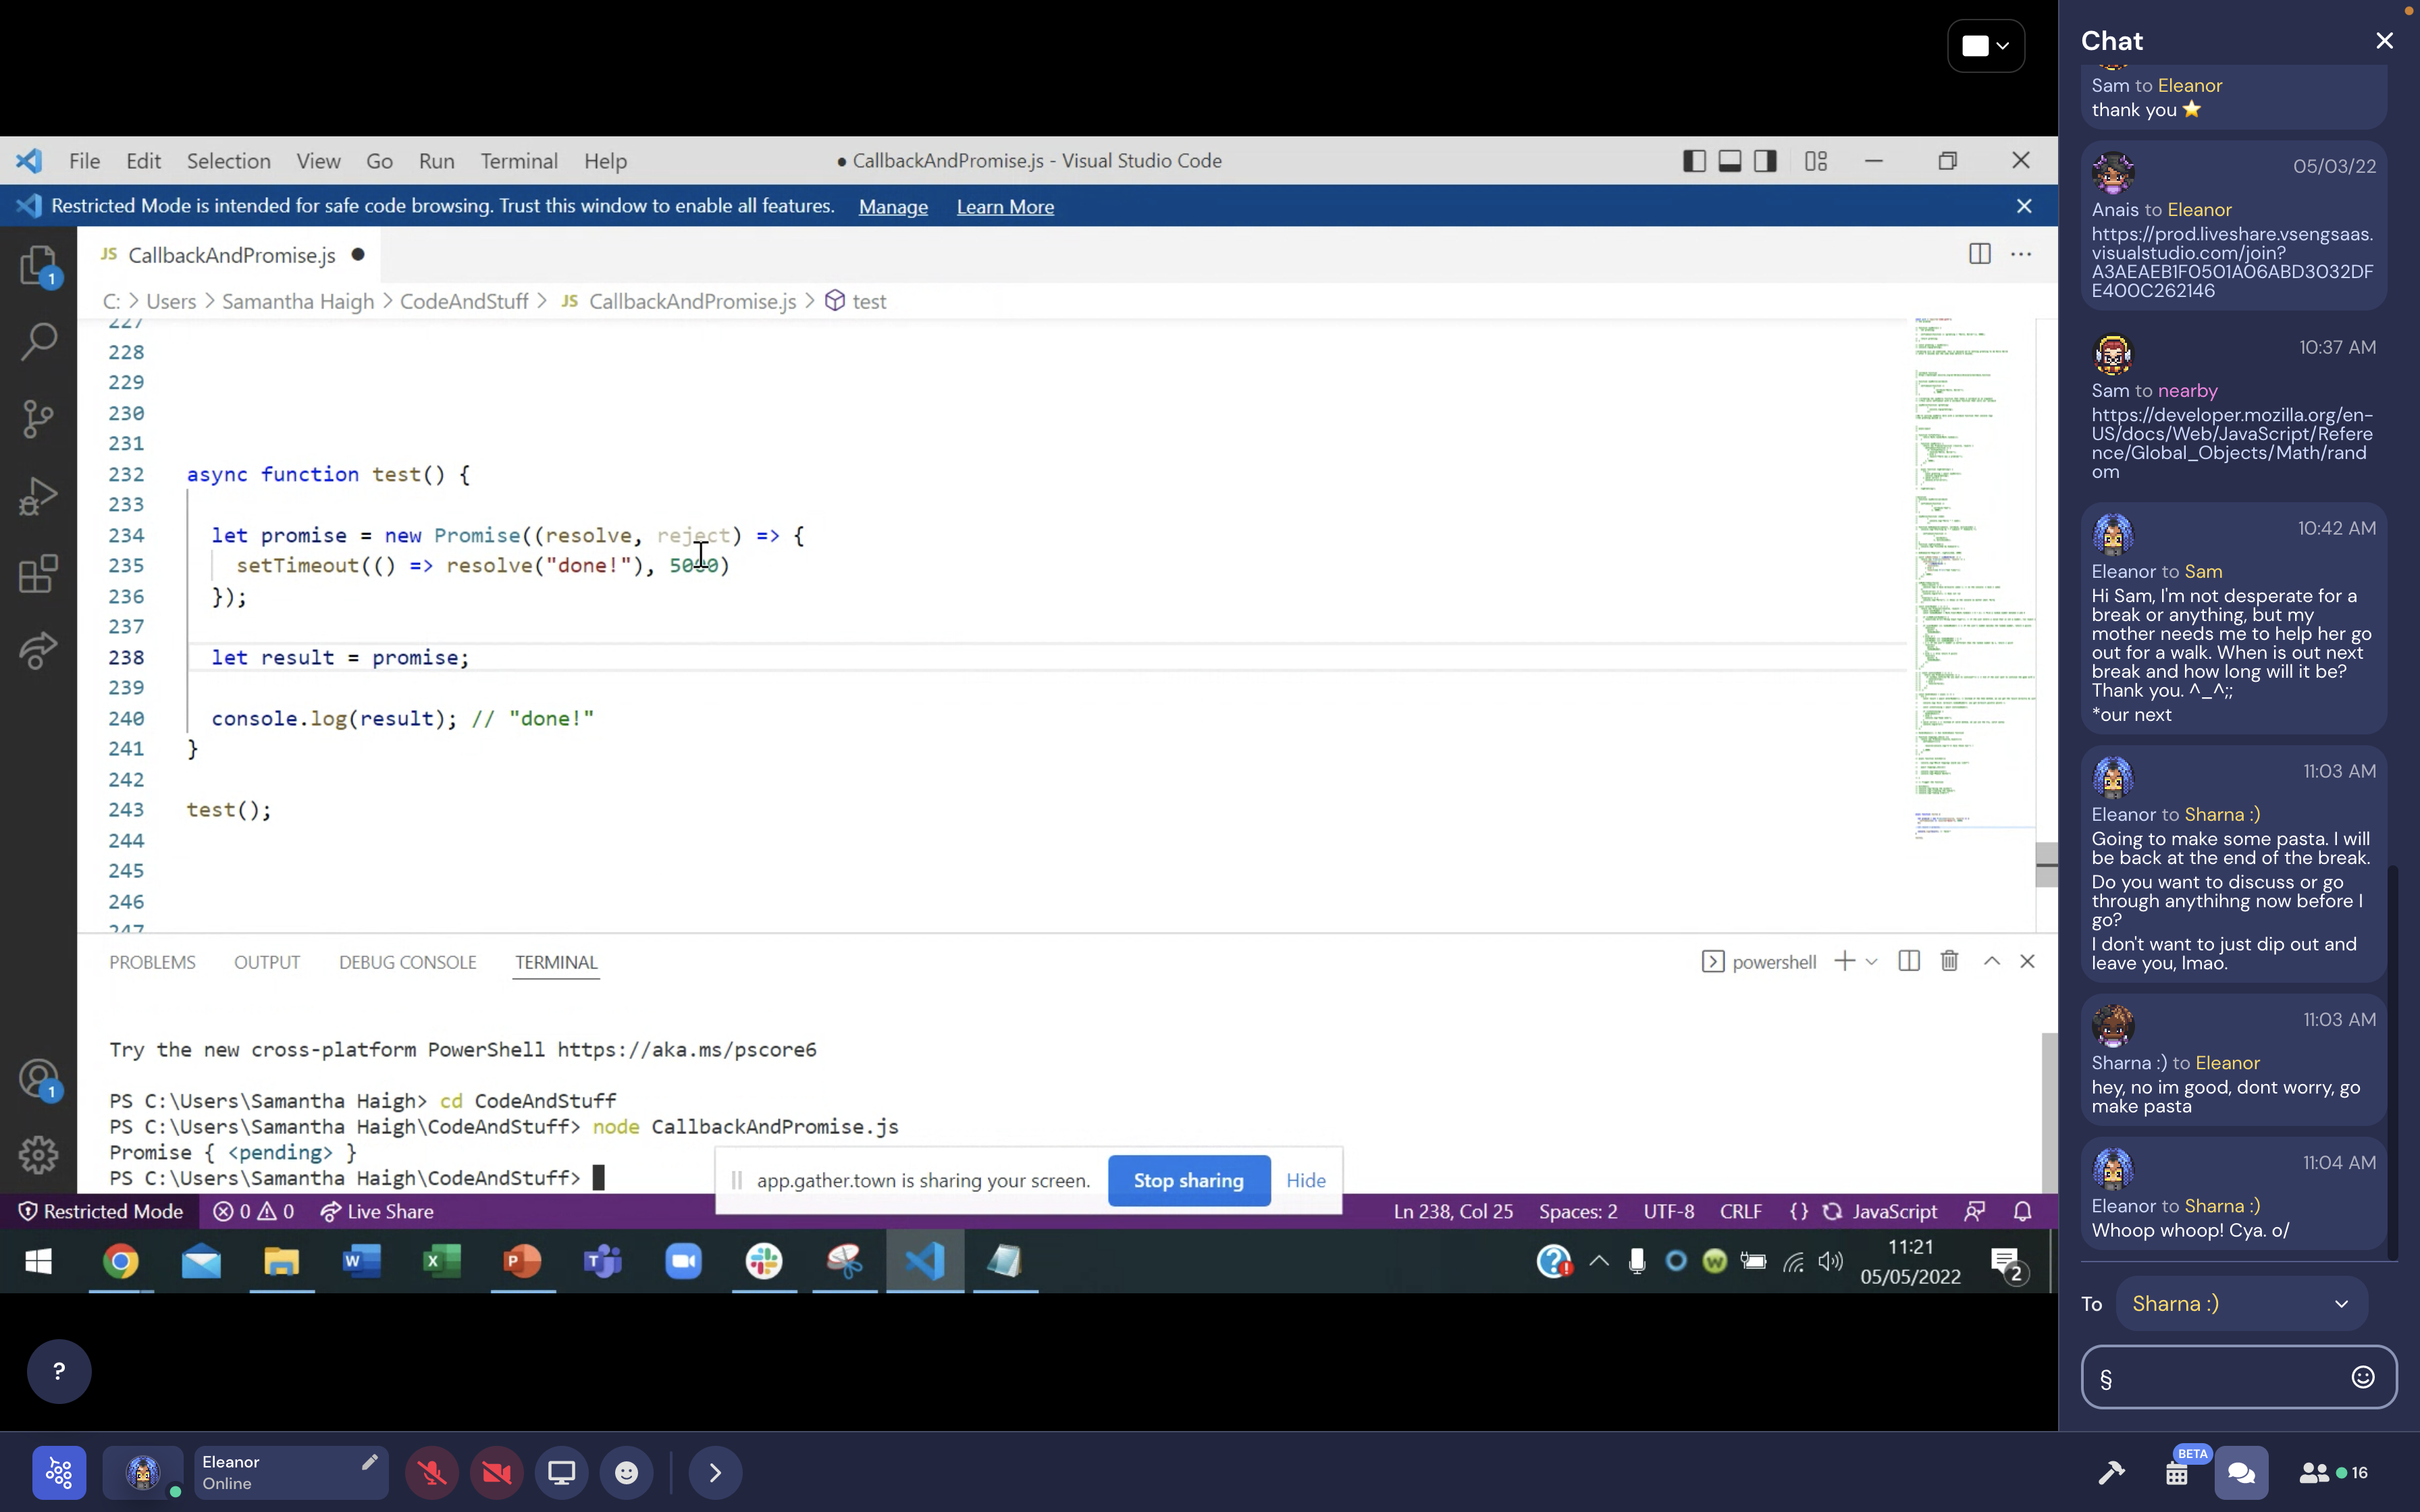 File Edit Selection View Go Run Terminal Help
● CallbackAndPromise.js - Visual Studio Code
Restricted Mode is intended for safe code browsing. Trust this window to enable all features. Manage Learn More
JS CallbackAndPromise.js ●
C: > Users > Samantha Haigh > CodeAndStuff > JS CallbackAndPromise.js > test
1
227
228
229
230
231
232 async function test() {
233
234 let promise = new Promise((resolve, reject) => {
235 setTimeout(() => resolve("done!"), 5000)
236 });
237
238 let result = promise;
239
240 console.log(result); // "done!"
241 }
242
243 test();
244
245
246
247
PROBLEMS OUTPUT DEBUG CONSOLE TERMINAL
powershell
Try the new cross-platform PowerShell https://aka.ms/pscore6
PS C:\Users\Samantha Haigh> cd CodeAndStuff
PS C:\Users\Samantha Haigh\CodeAndStuff> node CallbackAndPromise.js
Promise { <pending> }
PS C:\Users\Samantha Haigh\CodeAndStuff>
1
app.gather.town is sharing your screen. Stop sharing Hide
Restricted Mode 0 0 Live Share
Ln 238, Col 25 Spaces: 2 UTF-8 CRLF {} JavaScript
11:21
05/05/2022
2
?
Eleanor
Online
Chat
Sam to Eleanor
thank you ⭐
05/03/22
Anais to Eleanor
https://prod.liveshare.vsengsaas.
visualstudio.com/join?
A3AEAEB1F0501A06ABD3032DF
E400C262146
10:37 AM
Sam to nearby
https://developer.mozilla.org/en-
US/docs/Web/JavaScript/Refere
nce/Global_Objects/Math/rand
om
10:42 AM
Eleanor to Sam
Hi Sam, I'm not desperate for a
break or anything, but my
mother needs me to help her go
out for a walk. When is out next
break and how long will it be?
Thank you. ^_^;;
*our next
11:03 AM
Eleanor to Sharna :)
Going to make some pasta. I will
be back at the end of the break.
Do you want to discuss or go
through anythihng now before I
go?
I don't want to just dip out and
leave you, lmao.
11:03 AM
Sharna :) to Eleanor
hey, no im good, dont worry, go
make pasta
11:04 AM
Eleanor to Sharna :)
Whoop whoop! Cya. o/
To Sharna :)
§
BETA
16